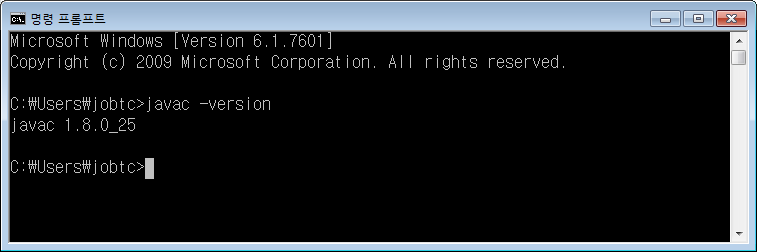 명령 프롬프트
Microsoft Windows [Version 6.1.7601]
Copyright (c) 2009 Microsoft Corporation. All rights reserved.
C:₩Users₩jobtc>javac -version
javac 1.8.0_25
C:₩Users₩jobtc>